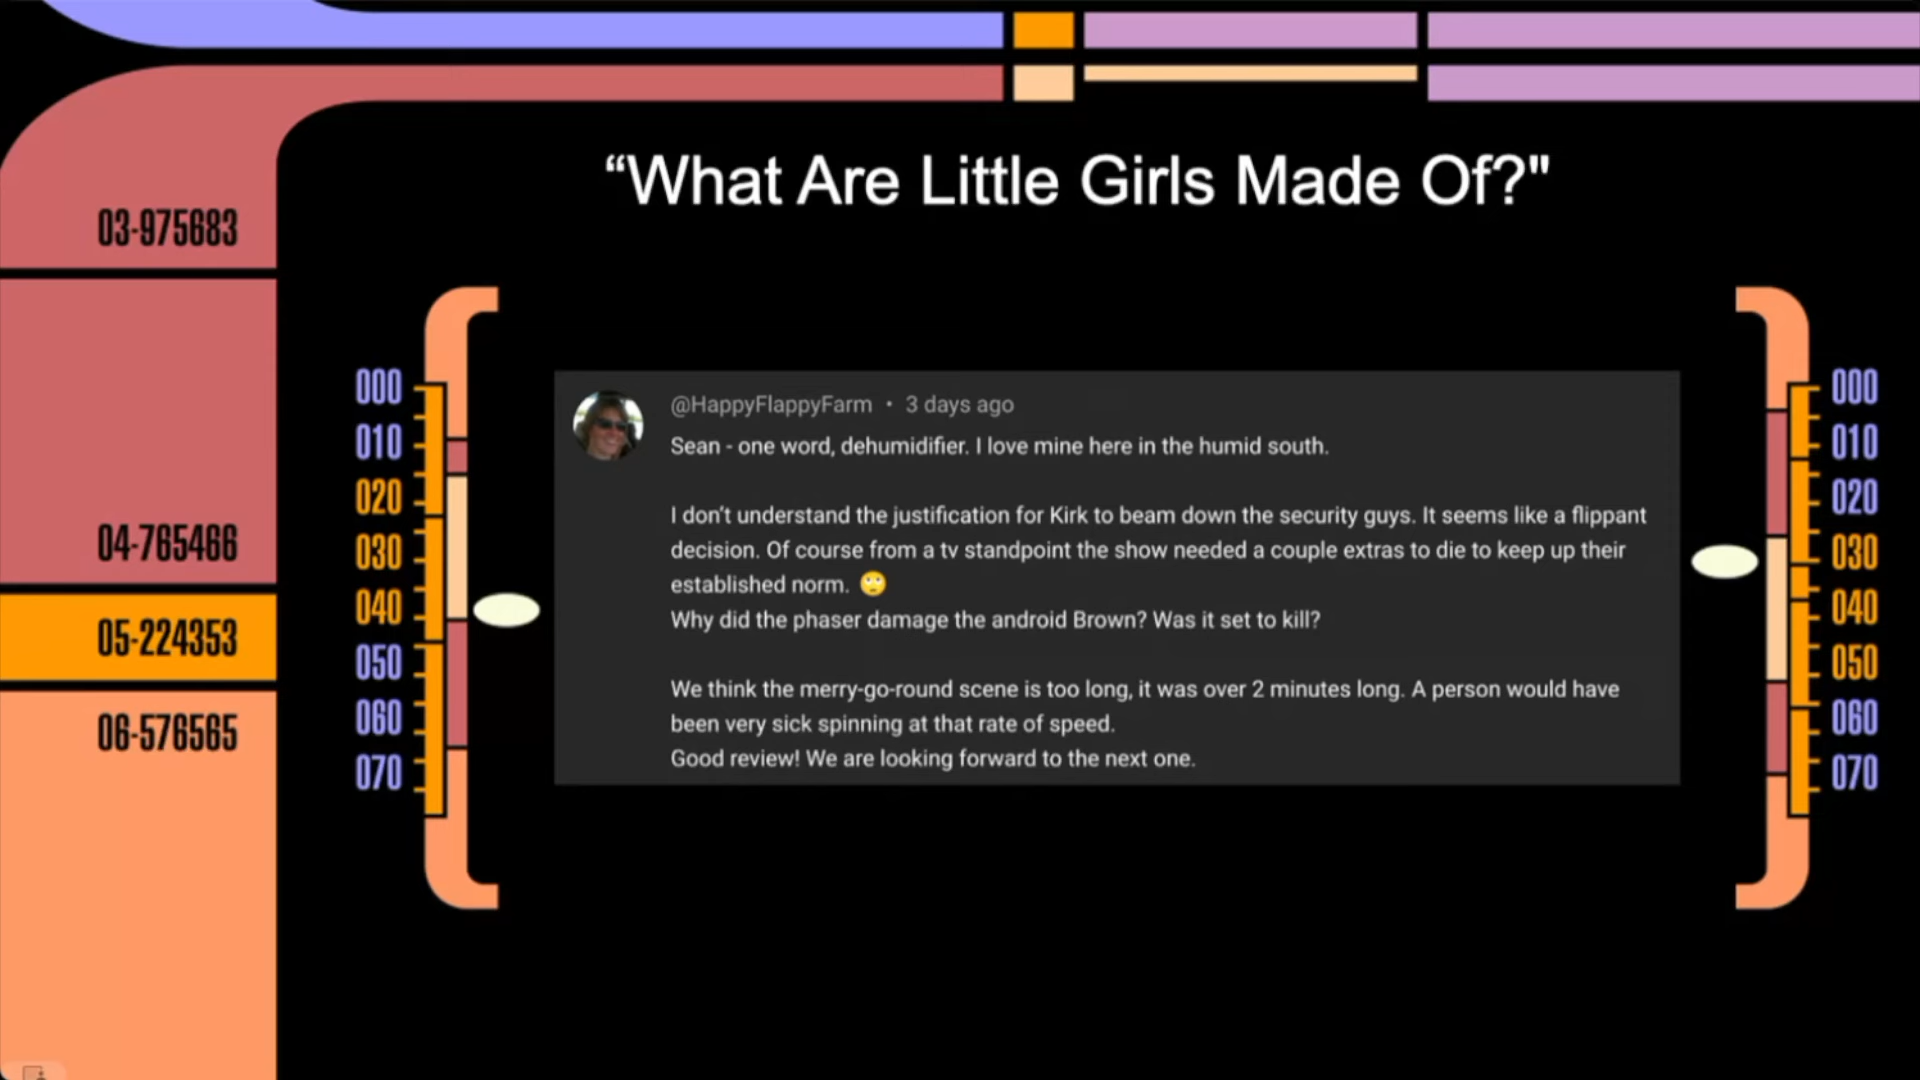 “What Are Little Girls Made Of?"
03-975683
04-765466
05-224353
06-576565
000
010
020
030
040
050
060
070
@HappyFlappyFarm • 3 days ago
Sean - one word, dehumidifier. I love mine here in the humid south.
I don't understand the justification for Kirk to beam down the security guys. It seems like a flippant
decision. Of course from a tv standpoint the show needed a couple extras to die to keep up their
established norm. 🙄
Why did the phaser damage the android Brown? Was it set to kill?
We think the merry-go-round scene is too long, it was over 2 minutes long. A person would have
been very sick spinning at that rate of speed.
Good review! We are looking forward to the next one.
000
010
020
030
040
050
060
070